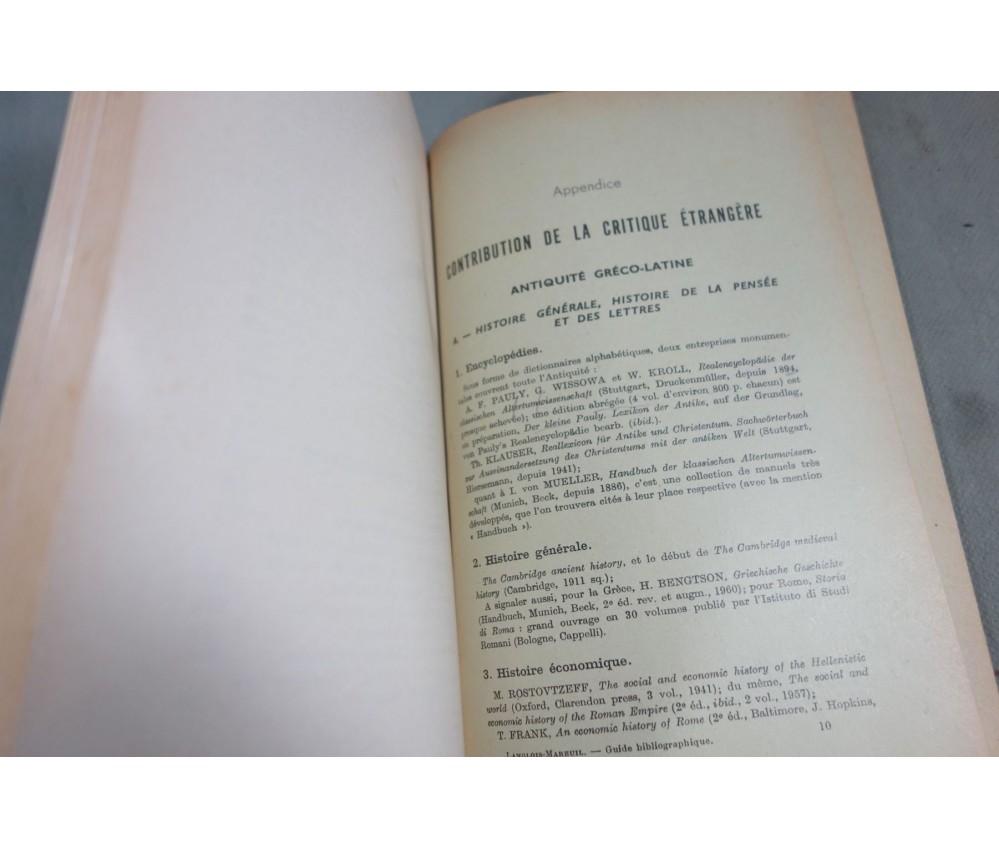 Appendice
CONTRIBUTION DE LA CRITIQUE ÉTRANGÈRE
ANTIQUITÉ GRÉCO-LATINE
A. — HISTOIRE GÉNÉRALE, HISTOIRE DE LA PENSÉE
ET DES LETTRES
1. Encyclopédies.
Sous forme de dictionnaires alphabétiques, deux entreprises monumen-
tales couvrent toute l'Antiquité :
A. F. PAULY, G. WISSOWA et W. KROLL, Realencyclopädie der
classischen Altertumswissenschaft (Stuttgart, Druckenmüller, depuis 1894,
presque achevée); une édition abrégée (4 vol. d'environ 800 p. chacun) est
en préparation, Der kleine Pauly. Lexikon der Antike, auf der Grundlag,
von Pauly's Realencyclopädie bearb. (ibid.).
Th. KLAUSER, Reallexicon für Antike und Christentum. Sachwörterbuch
zur Auseinandersetzung des Christentums mit der antiken Welt (Stuttgart,
Hiersemann, depuis 1941);
quant à I. von MUELLER, Handbuch der klassischen Altertumwissen-
schaft (Munich, Beck, depuis 1886), c'est une collection de manuels très
développés, que l'on trouvera cités à leur place respective (avec la mention
« Handbuch »).
2. Histoire générale.
The Cambridge ancient history, et le début de The Cambridge medieval
history (Cambridge, 1911 sq.);
A signaler aussi, pour la Grèce, H. BENGTSON, Griechische Geschichte
(Handbuch, Munich, Beck, 2e éd. rev. et augm., 1960); pour Rome, Storia
di Roma : grand ouvrage en 30 volumes publié par l'Istituto di Studi
Romani (Bologne, Cappelli).
3. Histoire économique.
M. ROSTOVTZEFF, The social and economic history of the Hellenistic
world (Oxford, Clarendon press, 3 vol., 1941); du même, The social and
economic history of the Roman Empire (2e éd., ibid., 2 vol., 1957);
T. FRANK, An economic history of Rome (2e éd., Baltimore, J. Hopkins,
LANGLOIS-MAREUIL. — Guide bibliographique. 10